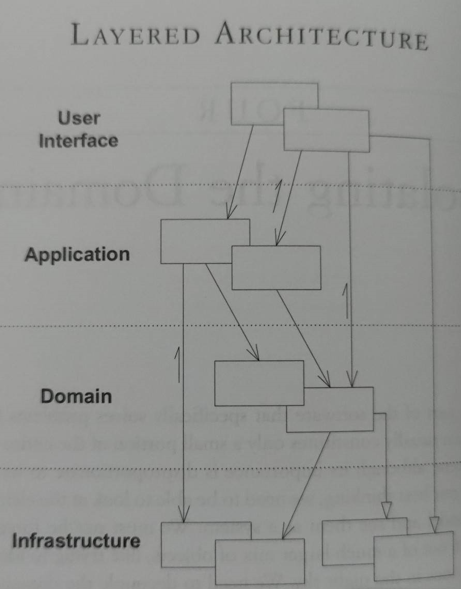 LAYERED ARCHITECTURE
User
Interface
Application
Domain
Infrastructure